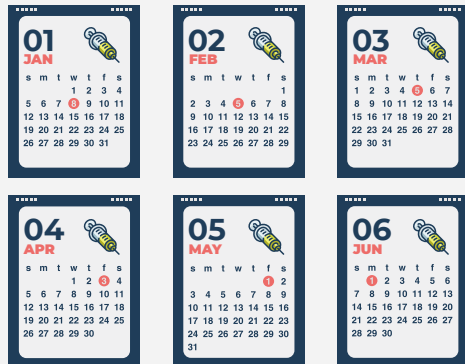 01
JAN
s m t w t f s
1 2 3 4
5 6 7 8 9 10 11
12 13 14 15 16 17 18
19 20 21 22 23 24 25
26 27 28 29 30 31
02
FEB
s m t w t f s
1
2 3 4 5 6 7 8
9 10 11 12 13 14 15
16 17 18 19 20 21 22
23 24 25 26 27 28 29
03
MAR
s m t w t f s
1 2 3 4 5 6 7
8 9 10 11 12 13 14
15 16 17 18 19 20 21
22 23 24 25 26 27 28
29 30 31
04
APR
s m t w t f s
1 2 3 4
5 6 7 8 9 10 11
12 13 14 15 16 17 18
19 20 21 22 23 24 25
26 27 28 29 30
05
MAY
s m t w t f s
1 2
3 4 5 6 7 8 9
10 11 12 13 14 15 16
17 18 19 20 21 22 23
24 25 26 27 28 29 30
31
06
JUN
s m t w t f s
1 2 3 4 5 6
7 8 9 10 11 12 13
14 15 16 17 18 19 20
21 22 23 24 25 26 27
28 29 30